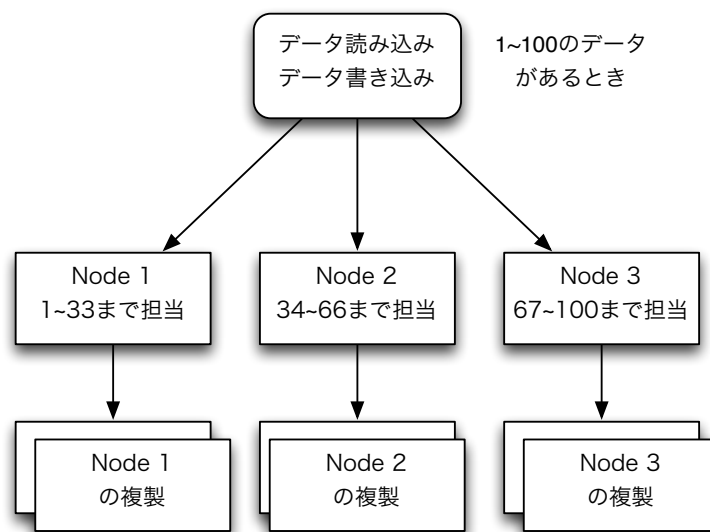 データ読み込み
データ書き込み
1~100のデータ
があるとき
Node 1
1~33まで担当
Node 2
34~66まで担当
Node 3
67~100まで担当
Node 1
の複製
Node 2
の複製
Node 3
の複製